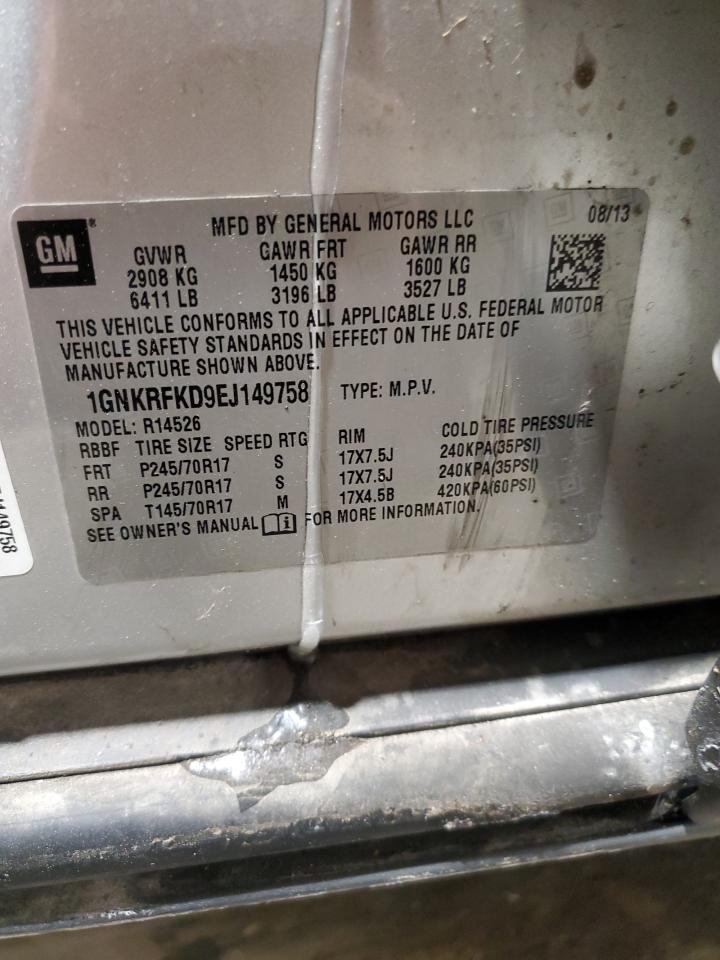 GM ® MFD BY GENERAL MOTORS LLC 08/13
GVWR GAWR FRT GAWR RR
2908 KG 1450 KG 1600 KG
6411 LB 3196 LB 3527 LB
THIS VEHICLE CONFORMS TO ALL APPLICABLE U.S. FEDERAL MOTOR
VEHICLE SAFETY STANDARDS IN EFFECT ON THE DATE OF
MANUFACTURE SHOWN ABOVE.
1GNKRFKD9EJ149758 TYPE: M.P.V.
MODEL: R14526
RBBF TIRE SIZE SPEED RTG RIM COLD TIRE PRESSURE
FRT P245/70R17 S 17X7.5J 240KPA(35PSI)
RR P245/70R17 S 17X7.5J 240KPA(35PSI)
SPA T145/70R17 M 17X4.5B 420KPA(60PSI)
SEE OWNER'S MANUAL FOR MORE INFORMATION.
149758